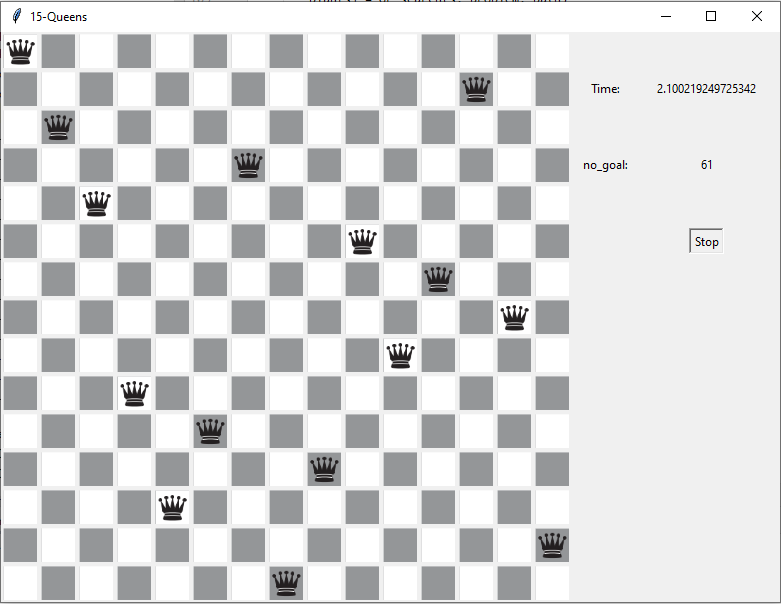 15-Queens
Time: 2.100219249725342
no_goal: 61
Stop